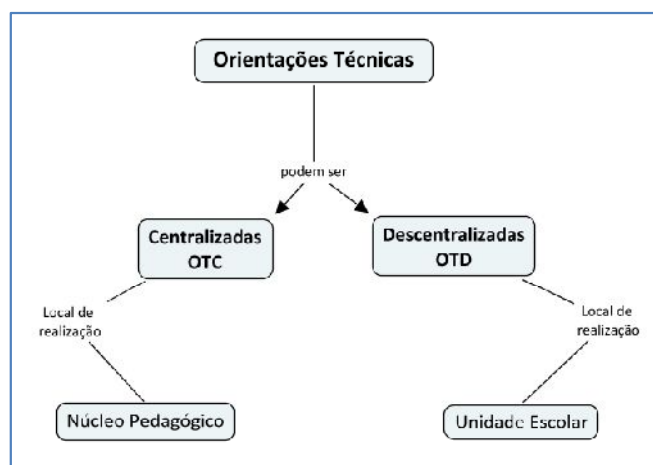 Orientações Técnicas
podem ser
Centralizadas
OTC
Descentralizadas
OTD
Local de
realização
Local de
realização
Núcleo Pedagógico
Unidade Escolar